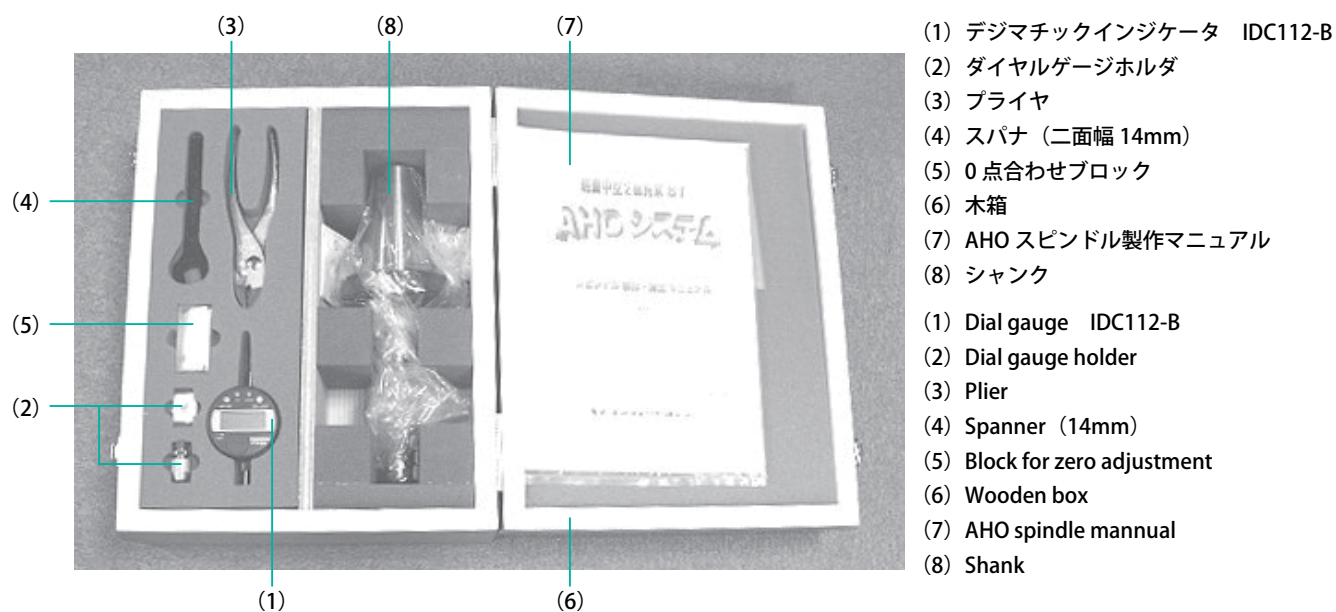 (3)
(8)
(7)
(4)
(5)
(2)
(1)
(6)
AHO システム
(1) デジマチックインジケータ　IDC112-B
(2) ダイヤルゲージホルダ
(3) プライヤ
(4) スパナ（二面幅 14mm）
(5) 0 点合わせブロック
(6) 木箱
(7) AHO スピンドル製作マニュアル
(8) シャンク
(1) Dial gauge　IDC112-B
(2) Dial gauge holder
(3) Plier
(4) Spanner（14mm）
(5) Block for zero adjustment
(6) Wooden box
(7) AHO spindle mannual
(8) Shank